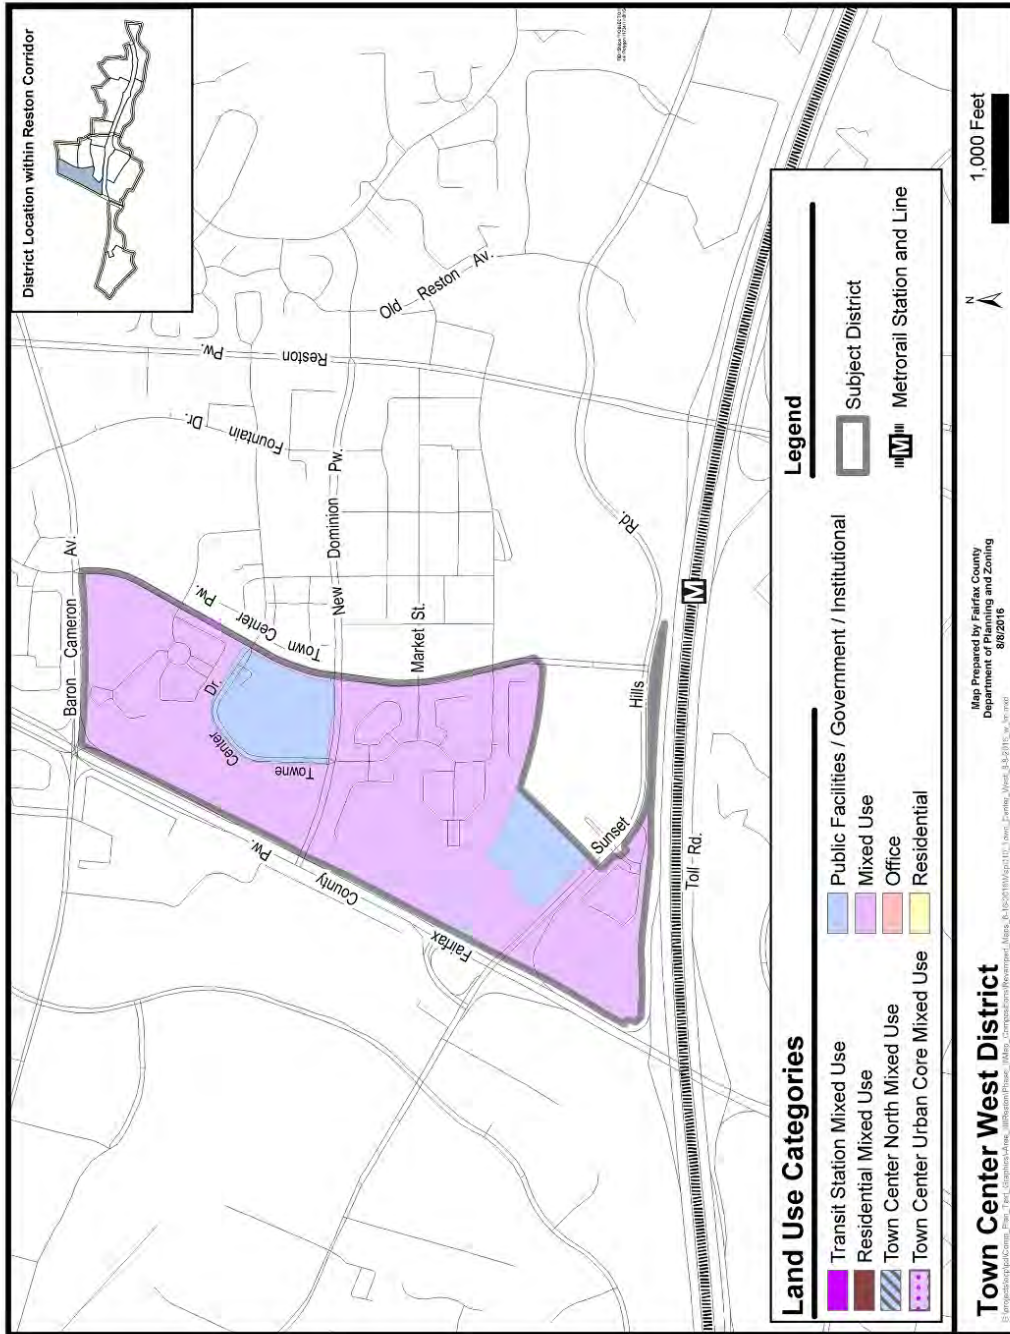 District Location within Reston Corridor
Baron Cameron Av.
Fountain Dr.
Reston Pw.
Old Reston Av.
Town Center Pw.
Towne Center Dr.
New Dominion Pw.
Market St.
Fairfax County Pw.
Sunset Hills Rd.
Toll Rd.
M
Land Use Categories
Transit Station Mixed Use
Residential Mixed Use
Town Center North Mixed Use
Town Center Urban Core Mixed Use
Public Facilities / Government / Institutional
Mixed Use
Office
Residential
Legend
Subject District
M
Metrorail Station and Line
Town Center West District
Map Prepared by Fairfax County
Department of Planning and Zoning
8/8/2016
N
1,000 Feet